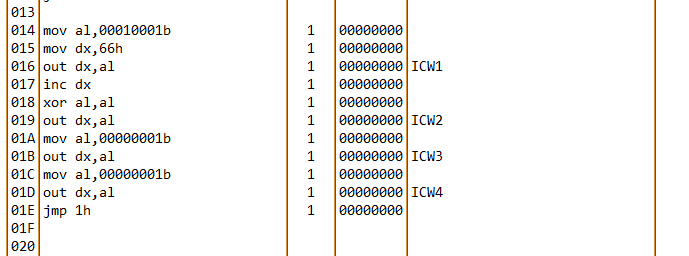 013
014 mov al,00010001b 1 00000000
015 mov dx,66h 1 00000000
016 out dx,al 1 00000000 ICW1
017 inc dx 1 00000000
018 xor al,al 1 00000000
019 out dx,al 1 00000000 ICW2
01A mov al,00000001b 1 00000000
01B out dx,al 1 00000000 ICW3
01C mov al,00000001b 1 00000000
01D out dx,al 1 00000000 ICW4
01E jmp 1h 1 00000000
01F
020